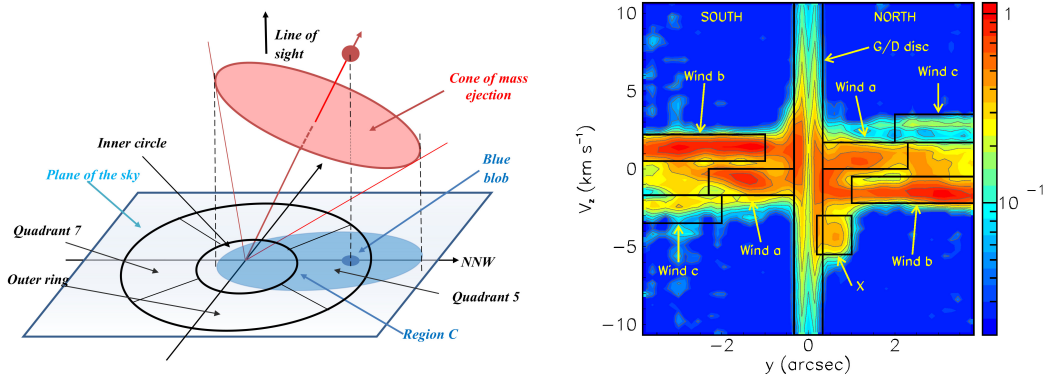 Line of
sight
Cone of mass
ejection
Inner circle
Blue
blob
Plane of the sky
Quadrant 7
NNW
Outer ring
Quadrant 5
Region C
10
5
0
−5
−10
V_z (km s⁻¹)
SOUTH
NORTH
G/D disc
Wind b
Wind a
Wind c
Wind c
Wind a
Wind b
X
−2
0
2
y (arcsec)
1
10⁻¹